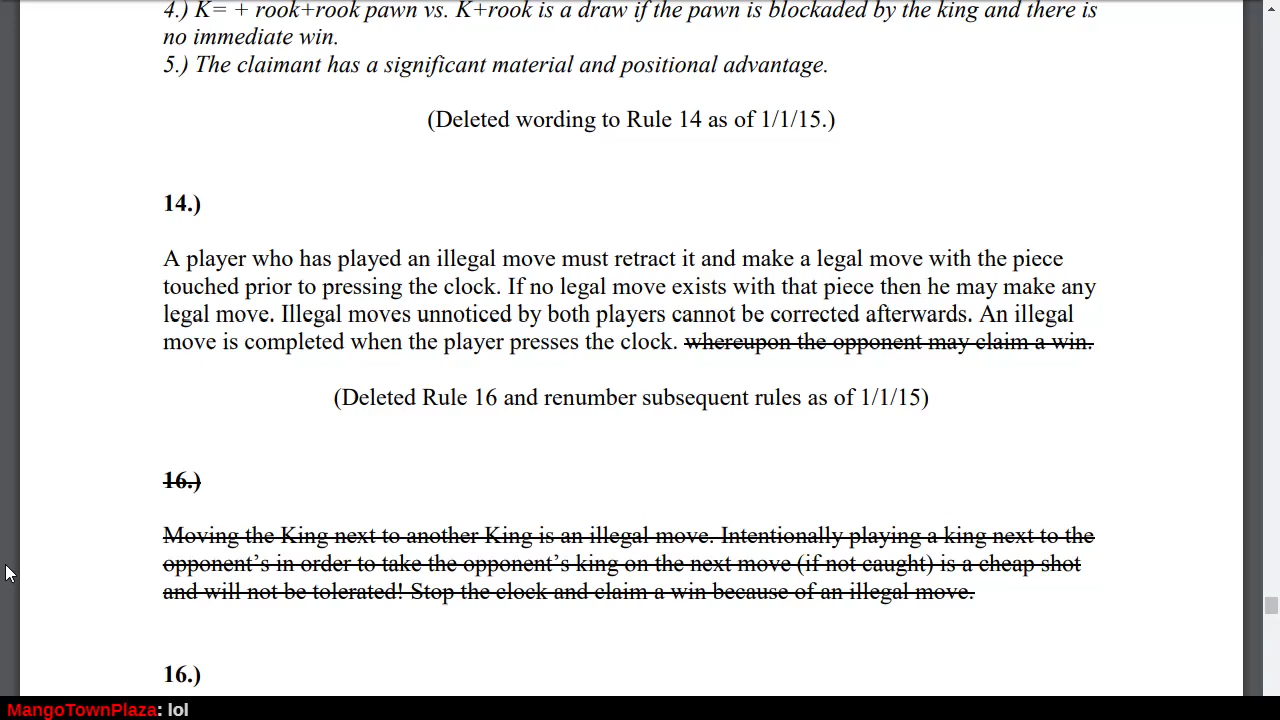 4.) K= + rook+rook pawn vs. K+rook is a draw if the pawn is blockaded by the king and there is
no immediate win.
5.) The claimant has a significant material and positional advantage.
(Deleted wording to Rule 14 as of 1/1/15.)
14.)
A player who has played an illegal move must retract it and make a legal move with the piece
touched prior to pressing the clock. If no legal move exists with that piece then he may make any
legal move. Illegal moves unnoticed by both players cannot be corrected afterwards. An illegal
move is completed when the player presses the clock. whereupon the opponent may claim a win.
(Deleted Rule 16 and renumber subsequent rules as of 1/1/15)
16.)
Moving the King next to another King is an illegal move. Intentionally playing a king next to the
opponent’s in order to take the opponent’s king on the next move (if not caught) is a cheap shot
and will not be tolerated! Stop the clock and claim a win because of an illegal move.
16.)
MangoTownPlaza: lol